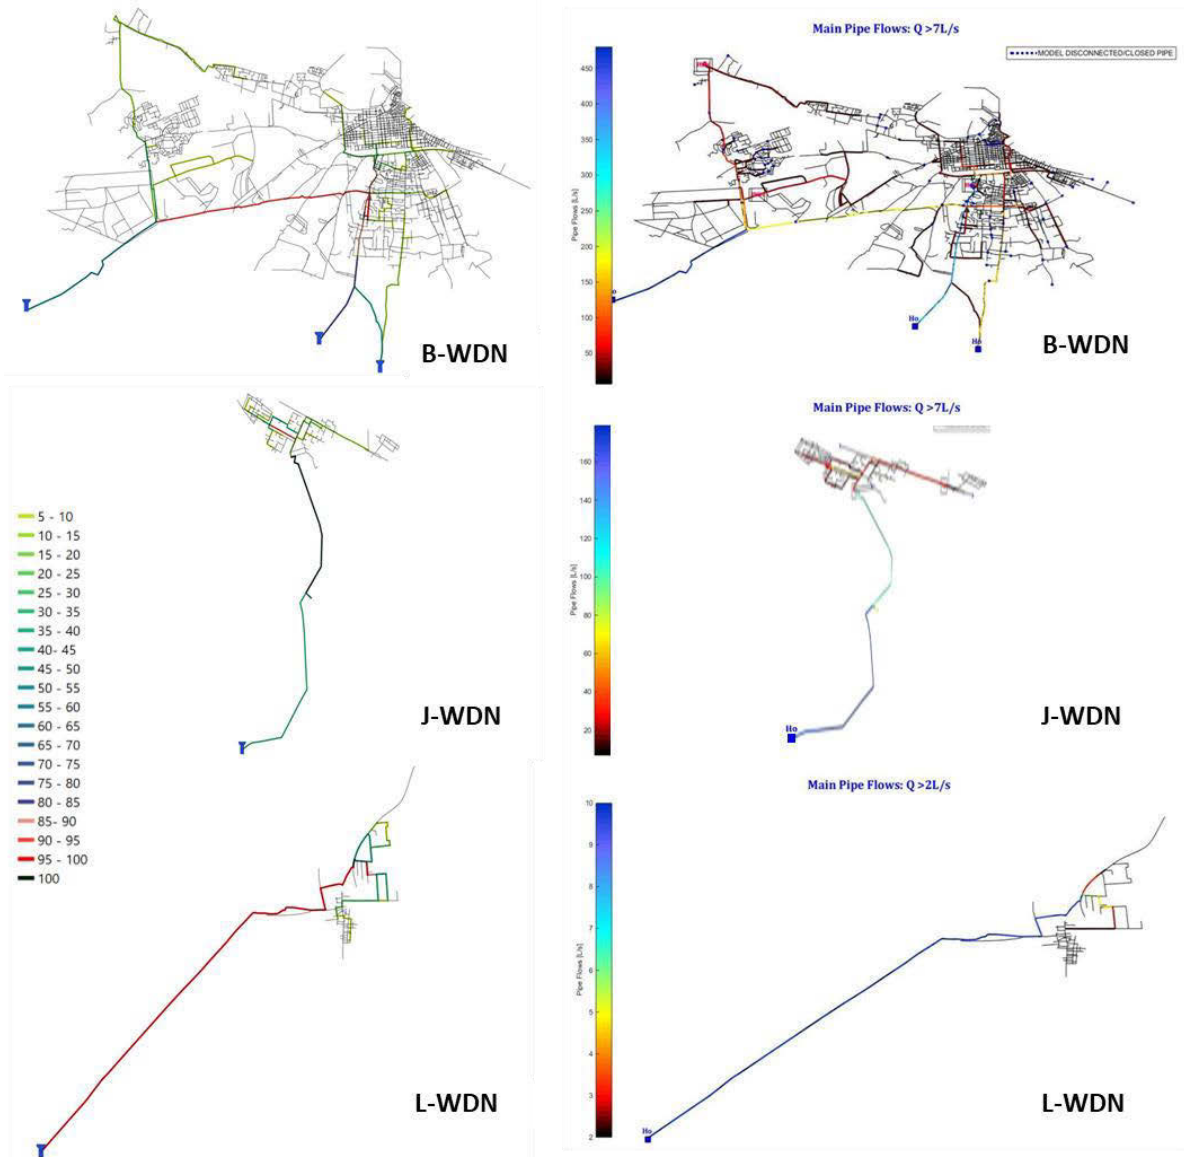 Main Pipe Flows: Q >7L/s
MODEL DISCONNECTED/CLOSED PIPE
450
400
350
300
250
200
150
100
50
Pipe Flows [L/s]
Ho
Ho
B-WDN
B-WDN
Main Pipe Flows: Q >7L/s
5 - 10
10 - 15
15 - 20
20 - 25
25 - 30
30 - 35
35 - 40
40- 45
45 - 50
50 - 55
55 - 60
60 - 65
65 - 70
70 - 75
75 - 80
80 - 85
85- 90
90 - 95
95 - 100
100
J-WDN
160
140
120
100
80
60
40
20
Pipe Flows [L/s]
Ho
J-WDN
Main Pipe Flows: Q >2L/s
L-WDN
10
9
8
7
6
5
4
3
2
Pipe Flows [L/s]
Ho
L-WDN